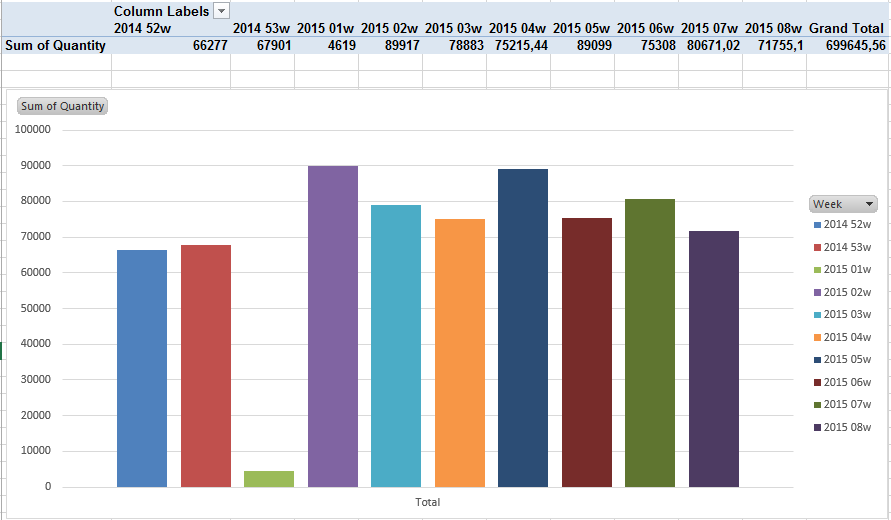 Column Labels
2014 52w 2014 53w 2015 01w 2015 02w 2015 03w 2015 04w 2015 05w 2015 06w 2015 07w 2015 08w Grand Total
Sum of Quantity 66277 67901 4619 89917 78883 75215,44 89099 75308 80671,02 71755,1 699645,56
Sum of Quantity
100000
90000
80000
70000
60000
50000
40000
30000
20000
10000
0
Total
Week
2014 52w
2014 53w
2015 01w
2015 02w
2015 03w
2015 04w
2015 05w
2015 06w
2015 07w
2015 08w